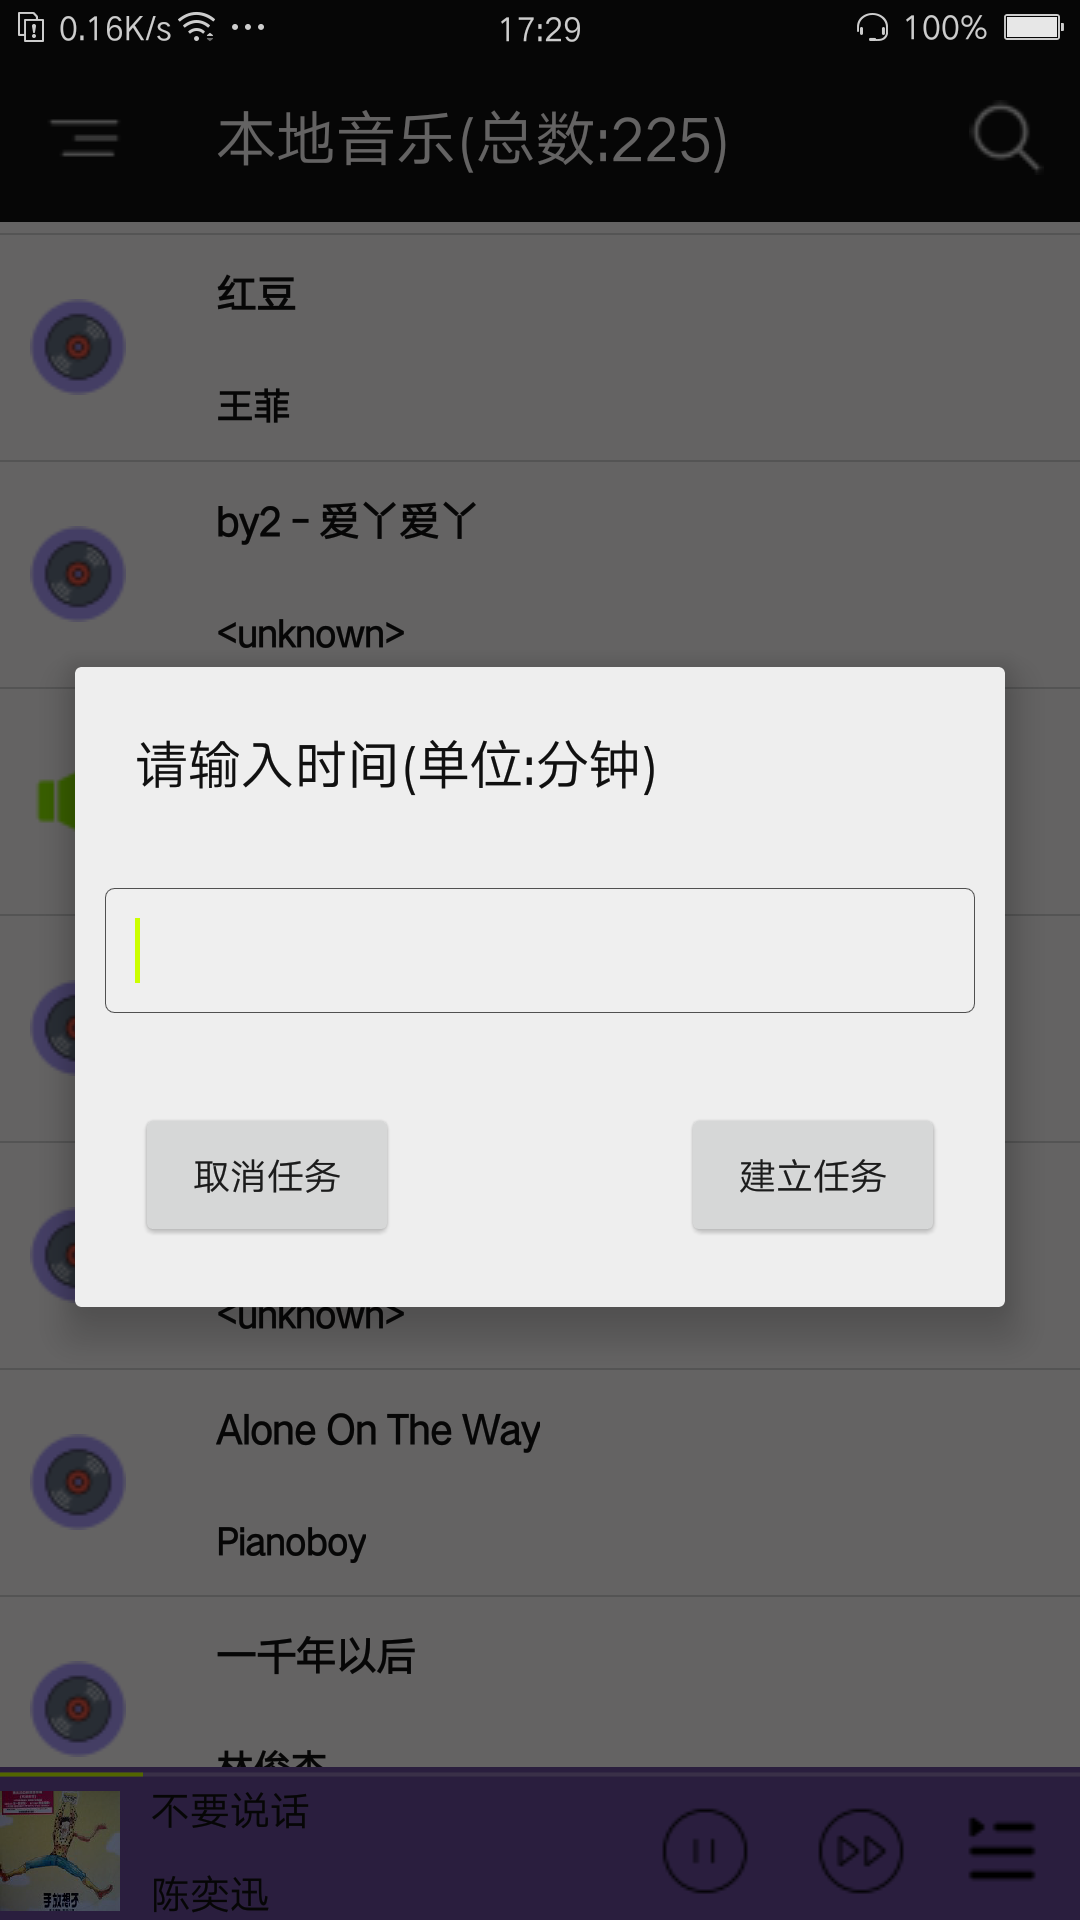 0.16K/s ... 17:29 100%
本地音乐(总数:225)
红豆
王菲
by2 - 爱丫爱丫
<unknown>
请输入时间(单位:分钟)
取消任务 建立任务
<unknown>
Alone On The Way
Pianoboy
一千年以后
林俊杰
不要说话
陈奕迅